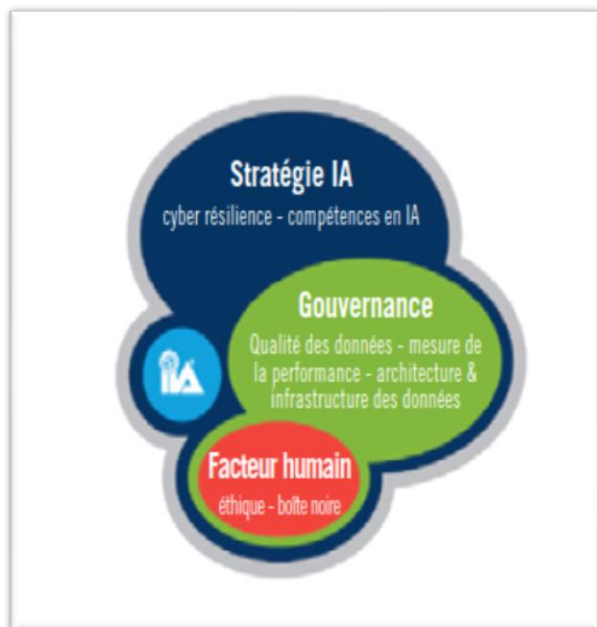 Stratégie IA
cyber résilience - compétences en IA
Gouvernance
Qualité des données - mesure de
la performance - architecture &
infrastructure des données
IIA
Facteur humain
éthique - boîte noire